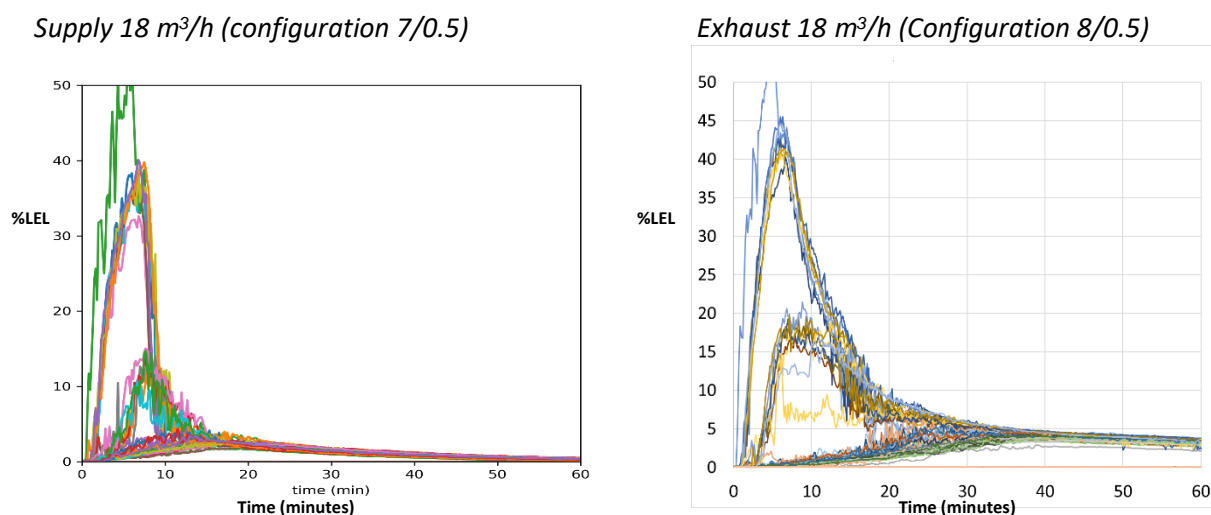 Supply 18 m³/h (configuration 7/0.5)
50
40
30
20
10
0
%LEL
0 10 20 30 40 50 60
time (min)
Time (minutes)
Exhaust 18 m³/h (Configuration 8/0.5)
50
45
40
35
30
25
20
15
10
5
0
%LEL
0 10 20 30 40 50 60
Time (minutes)